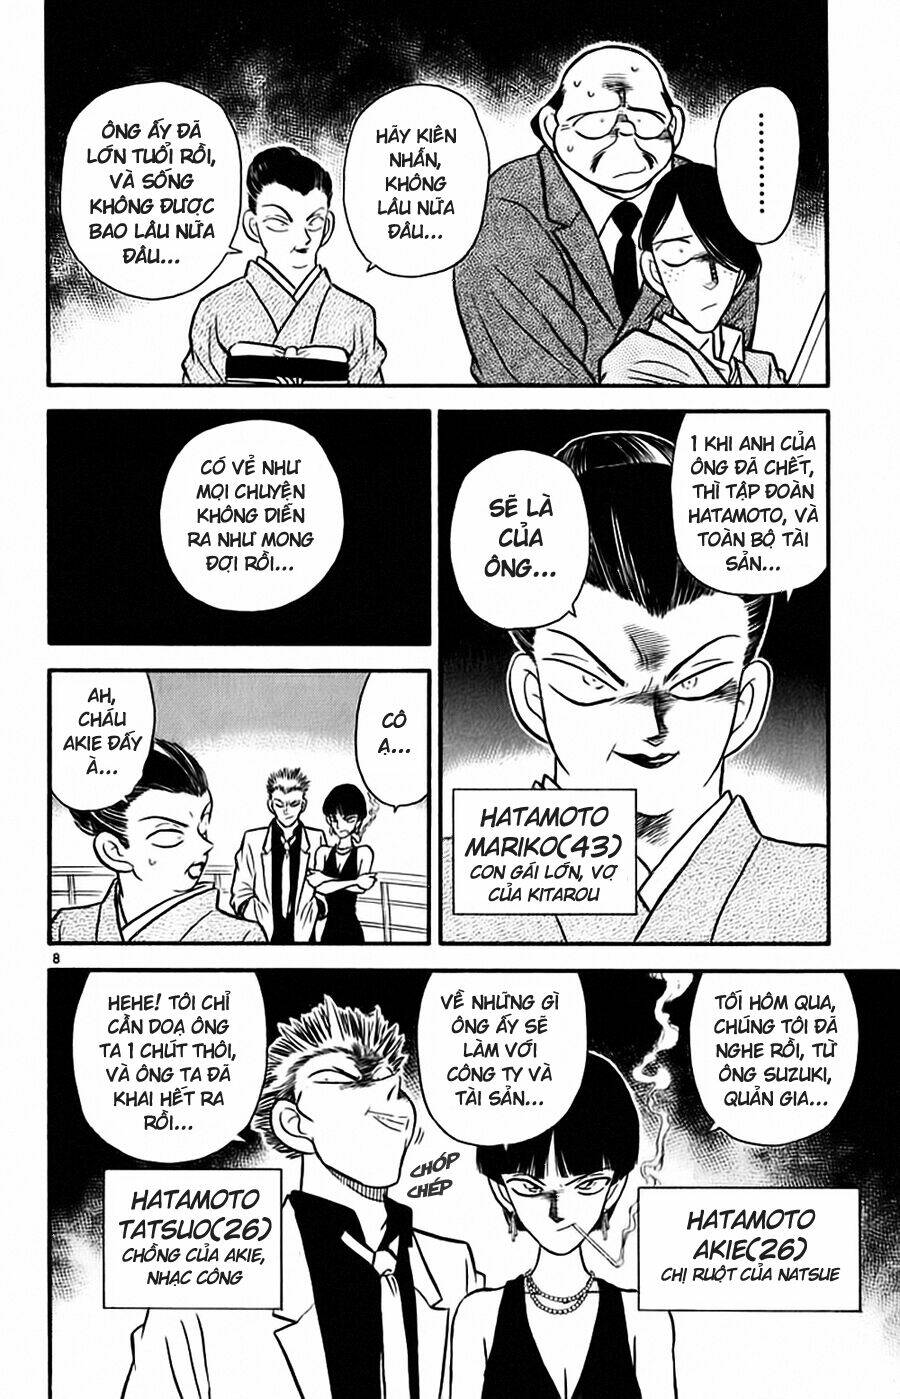 ..........
HÃY KIÊN
NHẪN,
KHÔNG
LÂU NỮA
ĐÂU...
ÔNG ẤY ĐÃ
LỚN TUỔI RỒI,
VÀ SỐNG
KHÔNG ĐƯỢC
BAO LÂU NỮA
ĐÂU...
1 KHI ANH CỦA
ÔNG ĐÃ CHẾT,
THÌ TẬP ĐOÀN
HATAMOTO, VÀ
TOÀN BỘ TÀI
SẢN...
SẼ LÀ
CỦA
ÔNG...
HATAMOTO
MARIKO(43)
CON GÁI LỚN, VỢ
CỦA KITAROU
CÓ VẺ NHƯ
MỌI CHUYỆN
KHÔNG DIỄN
RA NHƯ MONG
ĐỢI RỒI...
CÔ
Ạ...
AH,
CHÁU
AKIE ĐẤY
À...
8
TỐI HÔM QUA,
CHÚNG TÔI ĐÃ
NGHE RỒI, TỪ
ÔNG SUZUKI,
QUẢN GIA...
VỀ NHỮNG GÌ
ÔNG ẤY SẼ
LÀM VỚI
CÔNG TY VÀ
TÀI SẢN...
HATAMOTO
AKIE(26)
CHỊ RUỘT CỦA NATSUE
HEHE! TÔI CHỈ
CẦN DOẠ ÔNG
TA 1 CHÚT THÔI,
VÀ ÔNG TA ĐÃ
KHAI HẾT RA
RỒI...
CHÓP
CHÉP
HATAMOTO
TATSUO(26)
CHỒNG CỦA AKIE,
NHẠC CÔNG